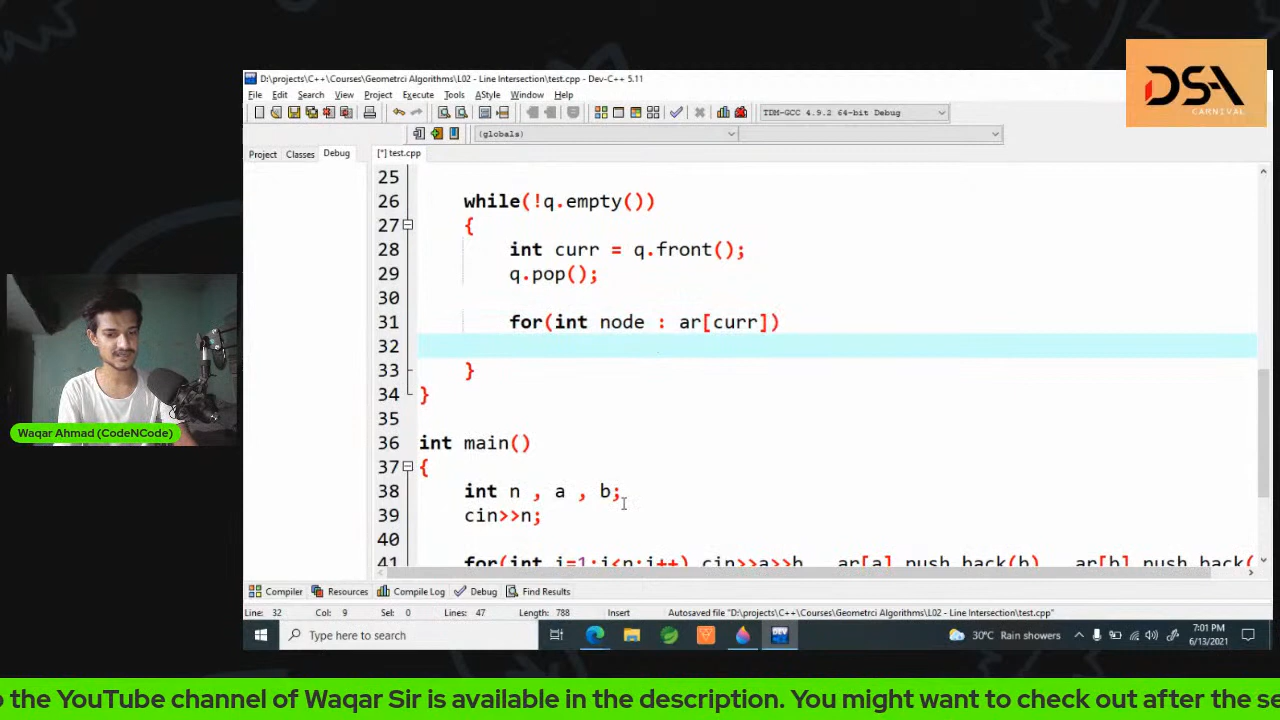 D:\projects\C++\Courses\Geometrci Algorithms\L02 - Line Intersection\test.cpp - Dev-C++ 5.11
File Edit Search View Project Execute Tools AStyle Window Help
TDM-GCC 4.9.2 64-bit Debug
(globals)
Project Classes Debug
[*] test.cpp
25
26 while(!q.empty())
27 {
28 int curr = q.front();
29 q.pop();
30
31 for(int node : ar[curr])
32
33 }
34 }
35
36 int main()
37 {
38 int n , a , b;
39 cin>>n;
40
41 for(int i=1;i<n;i++) cin>>a>>b , ar[a].push_back(b) , ar[b].push_back(
Compiler Resources Compile Log Debug Find Results
Line: 32 Col: 9 Sel: 0 Lines: 47 Length: 788 Insert Autosaved file "D:\projects\C++\Courses\Geometrci Algorithms\L02 - Line Intersection\test.cpp"
Type here to search
30°C Rain showers
7:01 PM
6/13/2021
DSA
CARNIVAL
Waqar Ahmad (CodeNCode)
o the YouTube channel of Waqar Sir is available in the description. You might want to check out after the se